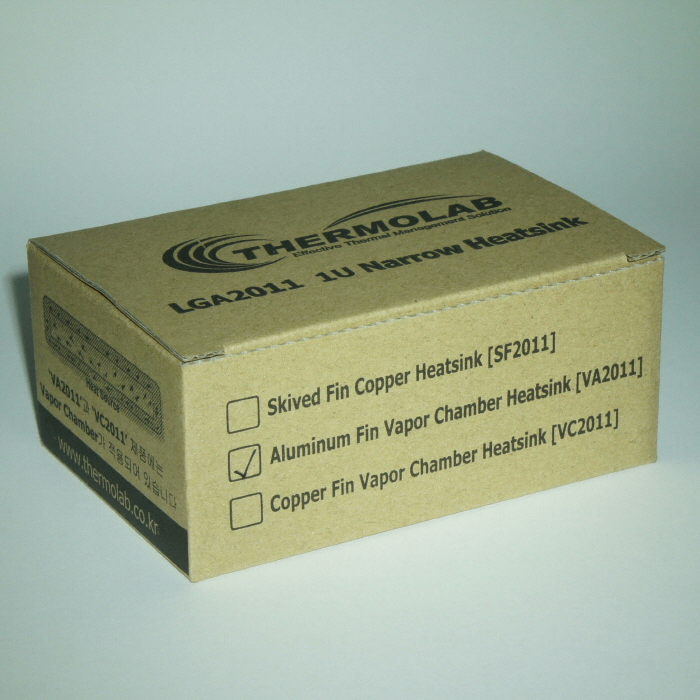 THERMOLAB
Effective Thermal Management Solution
LGA2011 1U Narrow Heatsink
Skived Fin Copper Heatsink [SF2011]
Aluminum Fin Vapor Chamber Heatsink [VA2011]
Copper Fin Vapor Chamber Heatsink [VC2011]
Heat Source
'VA2011'과 'VC2011' 제품에는
Vapor Chamber가 적용되어 있습니다
www.thermolab.co.kr